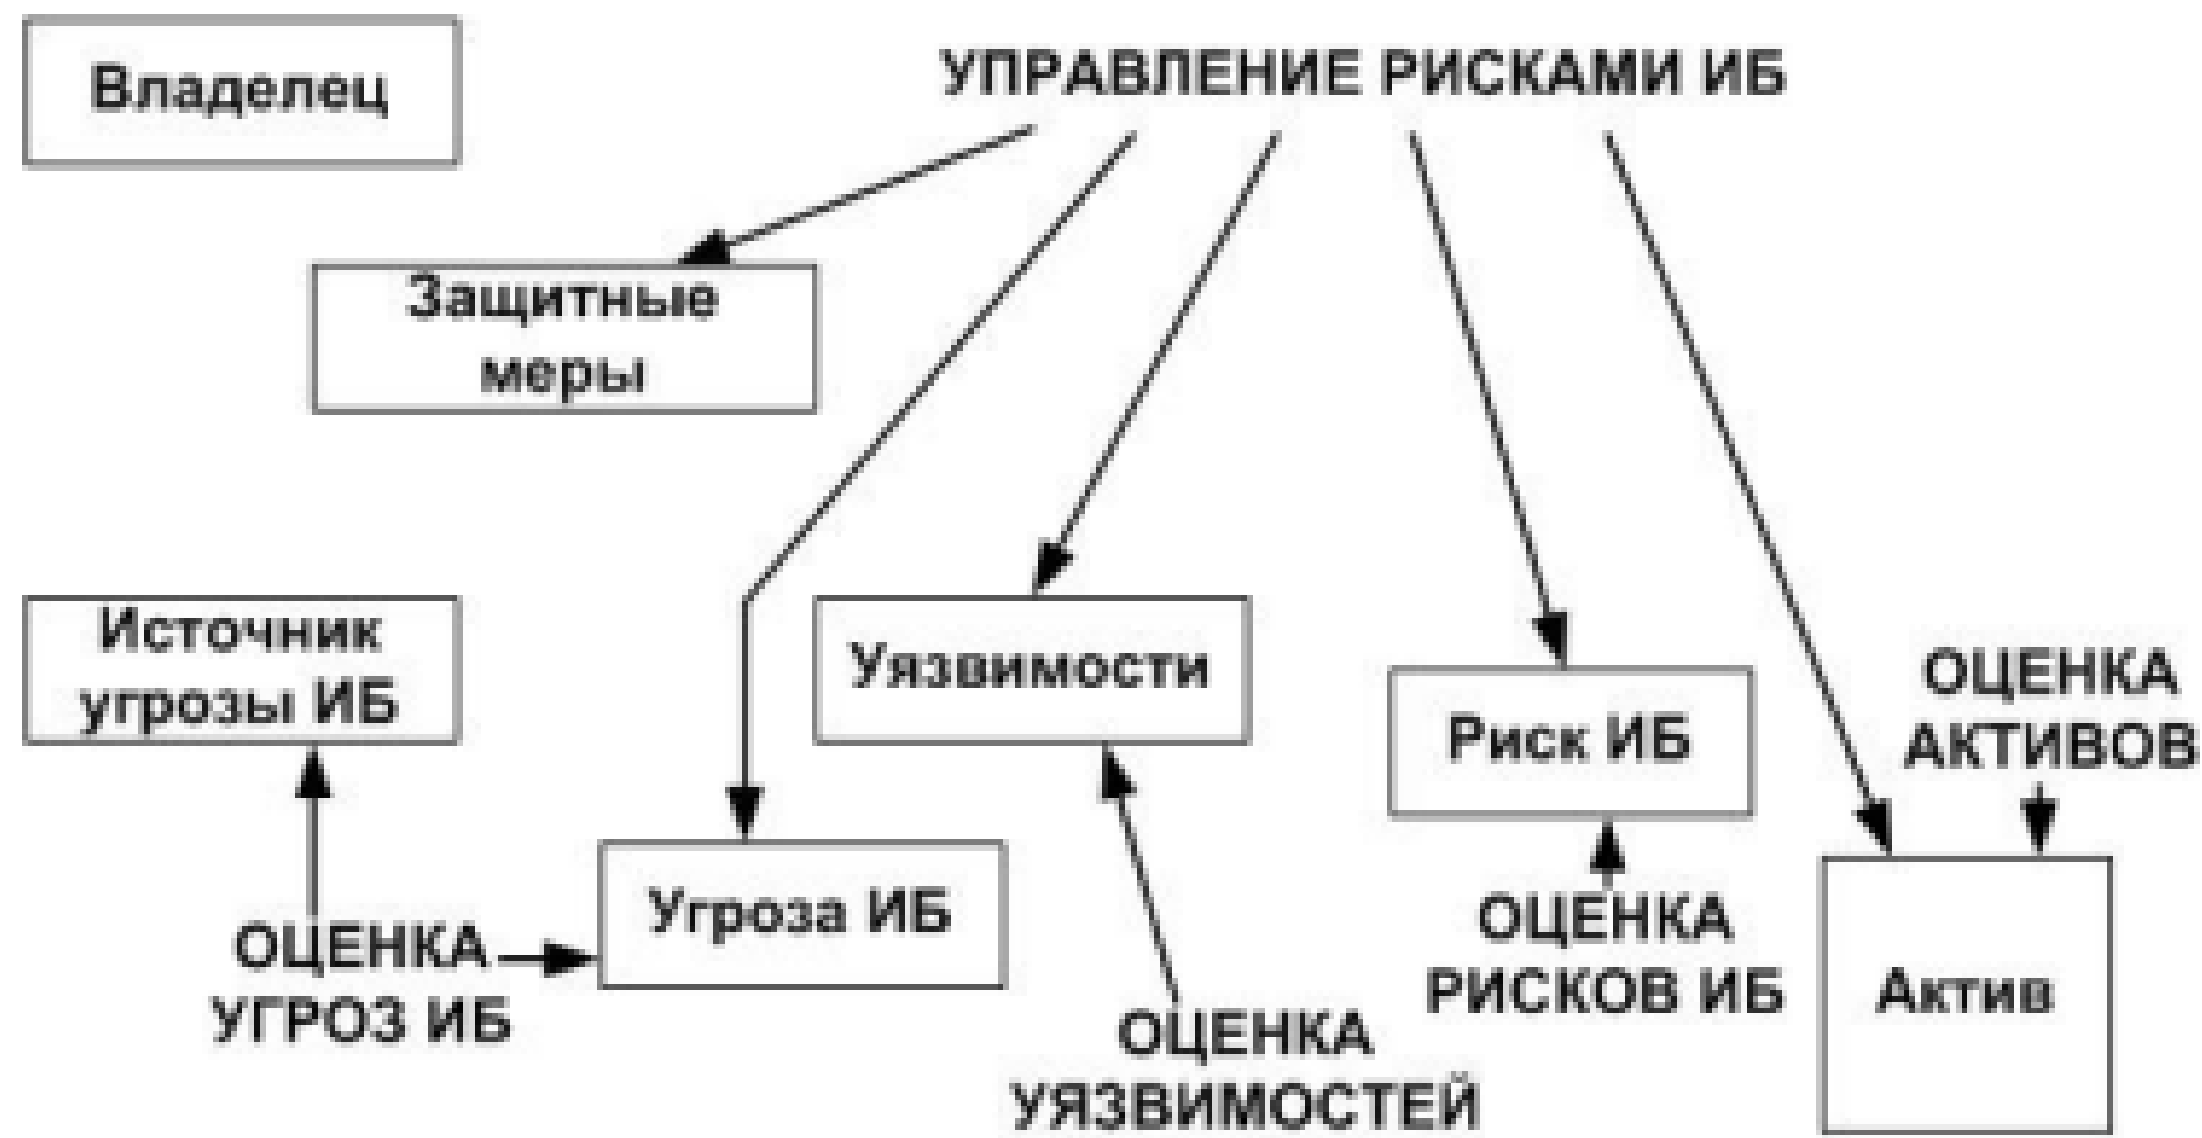 Владелец
УПРАВЛЕНИЕ РИСКАМИ ИБ
Защитные
меры
Источник
угрозы ИБ
Уязвимости
Риск ИБ
ОЦЕНКА
АКТИВОВ
Угроза ИБ
ОЦЕНКА
УГРОЗ ИБ
ОЦЕНКА
РИСКОВ ИБ
Актив
ОЦЕНКА
УЯЗВИМОСТЕЙ